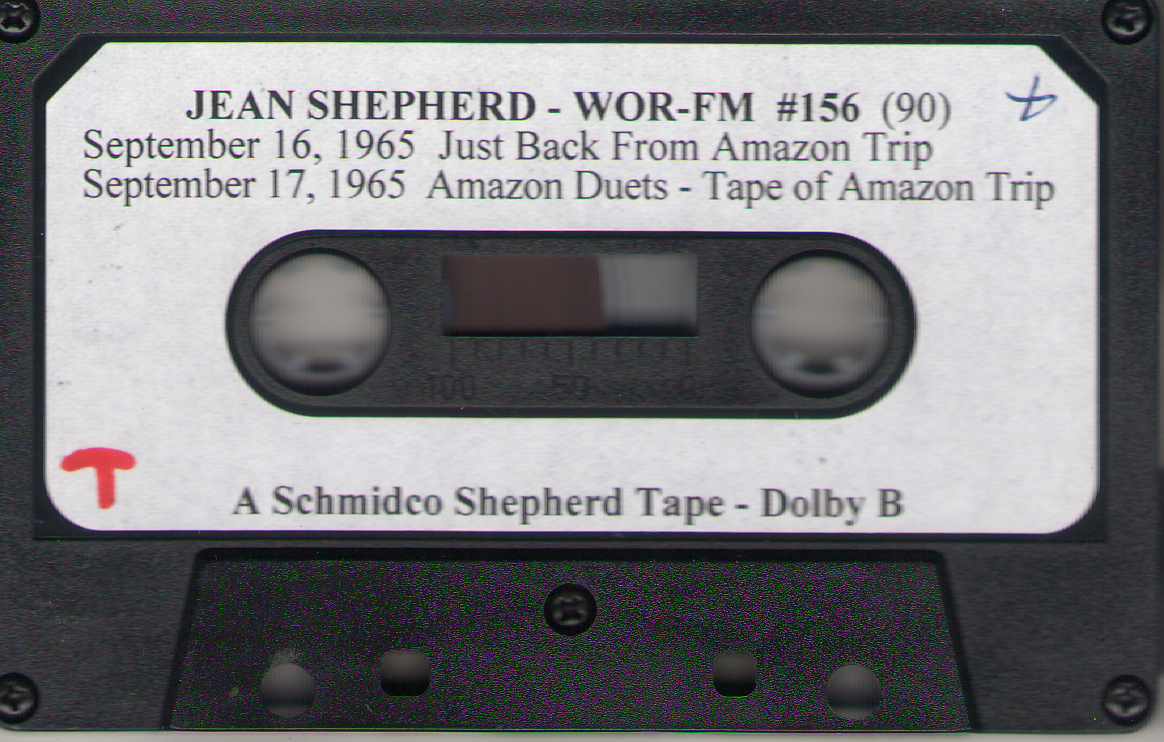 JEAN SHEPHERD - WOR-FM #156 (90)
September 16, 1965 Just Back From Amazon Trip
September 17, 1965 Amazon Duets - Tape of Amazon Trip
100 50 0
T
A Schmidco Shepherd Tape - Dolby B